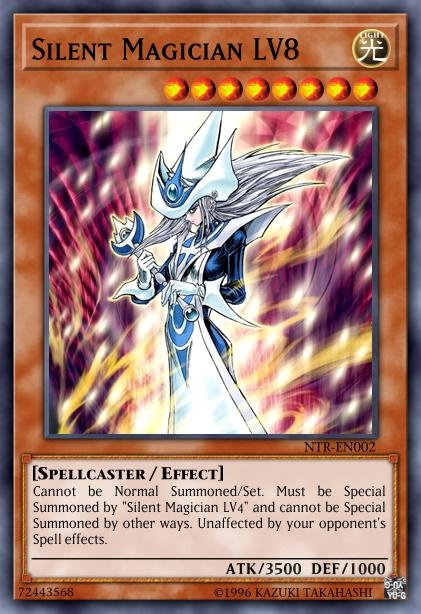 Silent Magician LV8
LIGHT
光
NTR-EN002
[Spellcaster / Effect]
Cannot be Normal Summoned/Set. Must be Special
Summoned by "Silent Magician LV4" and cannot be Special
Summoned by other ways. Unaffected by your opponent's
Spell effects.
ATK/3500 DEF/1000
72443568
©1996 KAZUKI TAKAHASHI